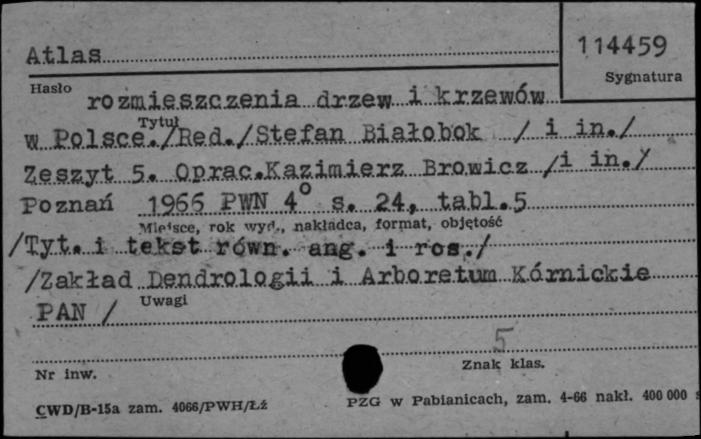 Atlas
114459
Sygnatura
Hasło
rozmieszczenia drzew i krzewów
Tytuł
w Polsce./Red./Stefan Białobok / i in./
Zeszyt 5. Oprac.Kazimierz Browicz /i in./
Poznań 1966 PWN 4° s. 24, tabl.5
Miejsce, rok wyd., nakładca, format, objętość
/Tyt. i tekst równ. ang. i ros./
/Zakład Dendrologii i Arboretum Kórnickie
Uwagi
PAN /
5
Nr inw.
Znak klas.
CWD/B-15a zam. 4066/PWH/Łź
PZG w Pabianicach, zam. 4-66 nakł. 400 000